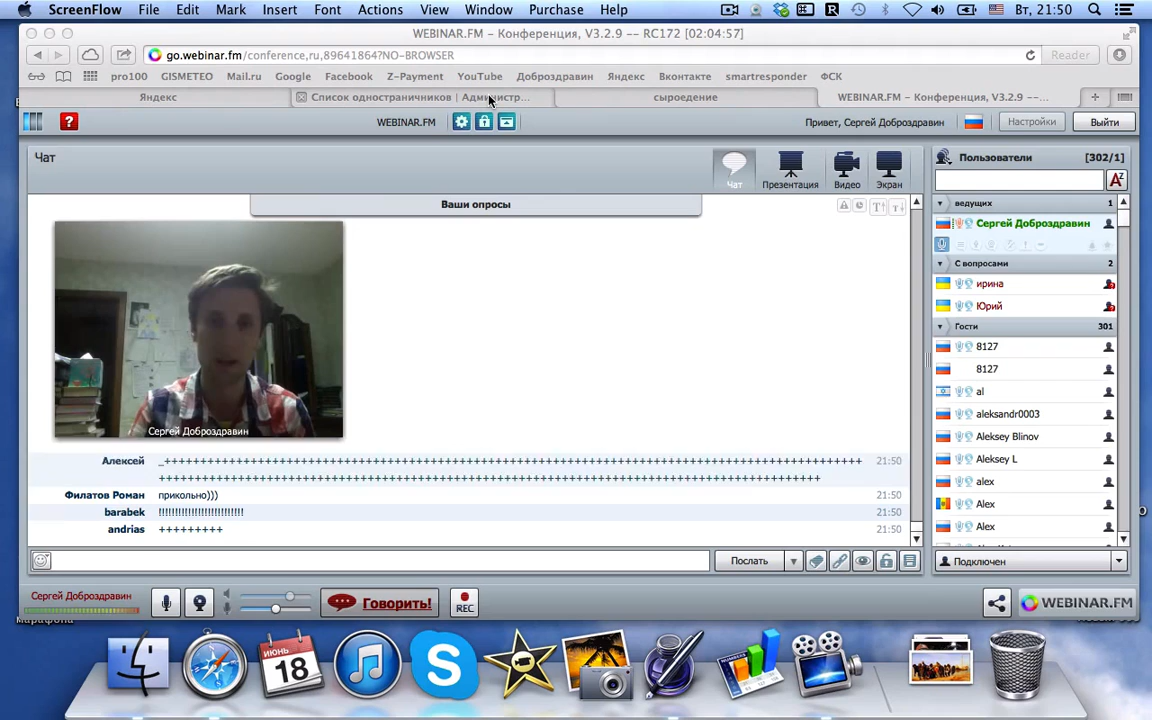 ScreenFlow File Edit Mark Insert Font Actions View Window Purchase Help Вт, 21:50
WEBINAR.FM – Конференция, V3.2.9 -- RC172 [02:04:57]
go.webinar.fm/conference,ru,89641864?NO-BROWSER Reader
pro100 GISMETEO Mail.ru Google Facebook Z-Payment YouTube Доброздравин Яндекс Вконтакте smartresponder ФСК
Яндекс Список одностраничников | Администр... сыроедение WEBINAR.FM – Конференция, V3.2.9 --...
WEBINAR.FM Привет, Сергей Доброздравин Настройки Выйти
Чат Чат Презентация Видео Экран
Ваши опросы
Сергей Доброздравин
Алексей _++++++++++++++++++++++++++++++++++++++++++++++++++++++++++++++++++++++++++++++++++++++++++++++++ 21:50
+++++++++++++++++++++++++++++++++++++++++++++++++++++++++++++++++++++++++++++++++++++++++++
Филатов Роман прикольно))) 21:50
barabek !!!!!!!!!!!!!!!!!!!!!!!!!! 21:50
andrias +++++++++ 21:50
Послать
Сергей Доброздравин Говорить! REC WEBINAR.FM
Пользователи [302/1]
ведущих 1
Сергей Доброздравин
С вопросами 2
ирина
Юрий
Гости 301
8127
8127
al
aleksandr0003
Aleksey Blinov
Aleksey L
alex
Alex
Alex
Подключен
марафона
ИЮНЬ
18